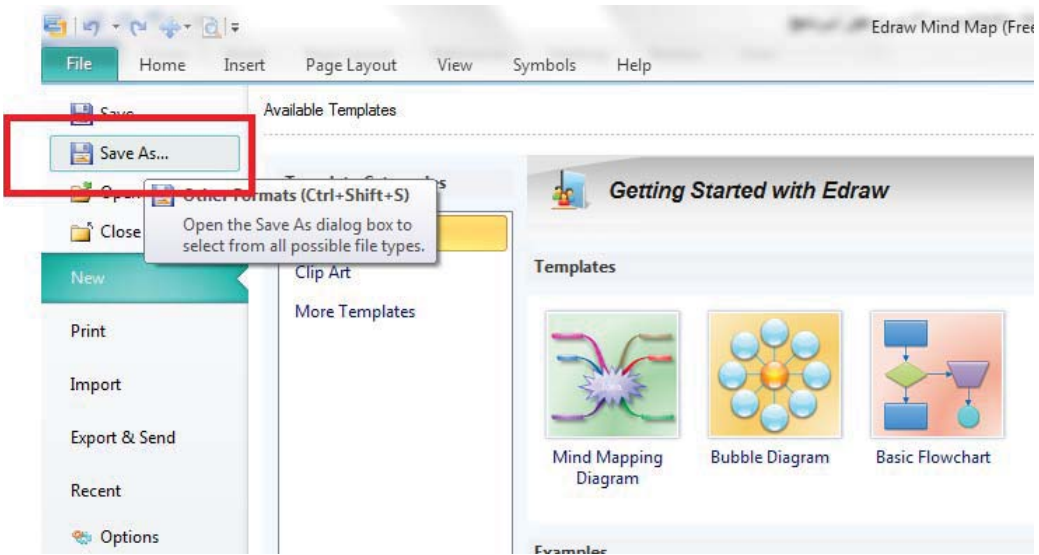 Edraw Mind Map (Free
File Home Insert Page Layout View Symbols Help
Save
Available Templates
Save As...
Open
Other Formats (Ctrl+Shift+S)
Open the Save As dialog box to
select from all possible file types.
Close
New
Clip Art
More Templates
Print
Import
Export & Send
Recent
Options
Getting Started with Edraw
Templates
Mind Mapping
Diagram
Bubble Diagram
Basic Flowchart
Examples